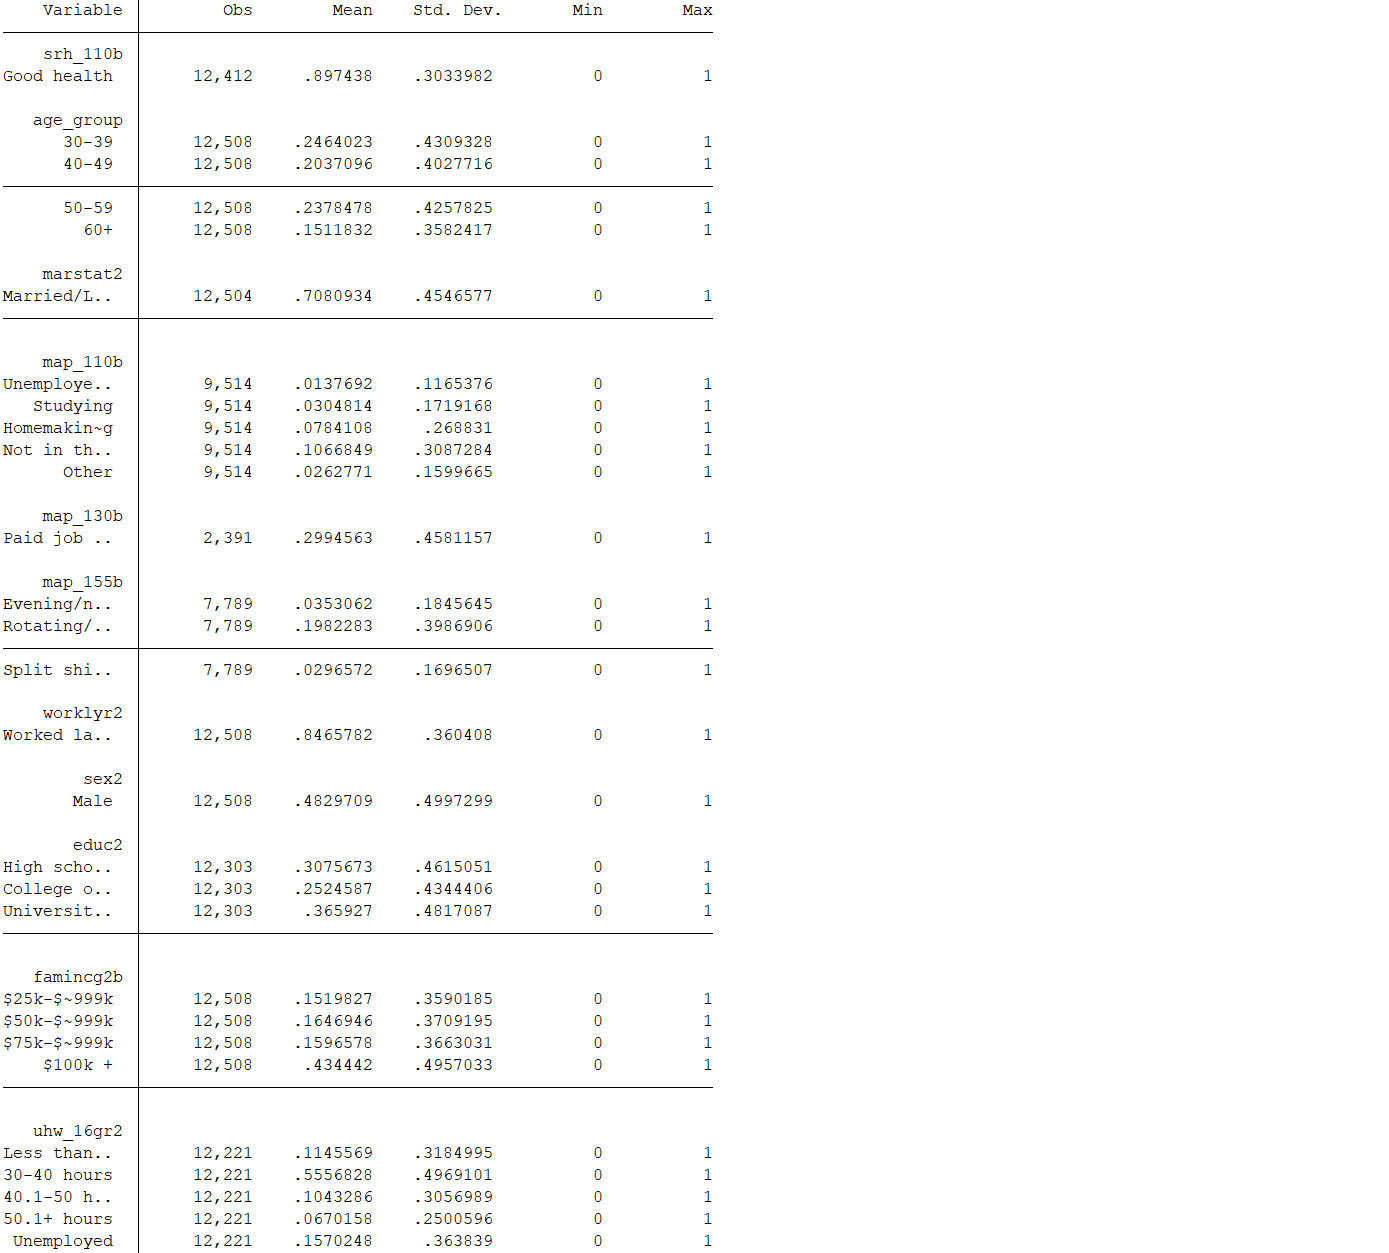 Variable Obs Mean Std. Dev. Min Max
srh_110b
Good health 12,412 .897438 .3033982 0 1
age_group
30-39 12,508 .2464023 .4309328 0 1
40-49 12,508 .2037096 .4027716 0 1
50-59 12,508 .2378478 .4257825 0 1
60+ 12,508 .1511832 .3582417 0 1
marstat2
Married/L.. 12,504 .7080934 .4546577 0 1
map_110b
Unemploye.. 9,514 .0137692 .1165376 0 1
Studying 9,514 .0304814 .1719168 0 1
Homemakin~g 9,514 .0784108 .268831 0 1
Not in th.. 9,514 .1066849 .3087284 0 1
Other 9,514 .0262771 .1599665 0 1
map_130b
Paid job .. 2,391 .2994563 .4581157 0 1
map_155b
Evening/n.. 7,789 .0353062 .1845645 0 1
Rotating/.. 7,789 .1982283 .3986906 0 1
Split shi.. 7,789 .0296572 .1696507 0 1
worklyr2
Worked la.. 12,508 .8465782 .360408 0 1
sex2
Male 12,508 .4829709 .4997299 0 1
educ2
High scho.. 12,303 .3075673 .4615051 0 1
College o.. 12,303 .2524587 .4344406 0 1
Universit.. 12,303 .365927 .4817087 0 1
famincg2b
$25k-$~999k 12,508 .1519827 .3590185 0 1
$50k-$~999k 12,508 .1646946 .3709195 0 1
$75k-$~999k 12,508 .1596578 .3663031 0 1
$100k + 12,508 .434442 .4957033 0 1
uhw_16gr2
Less than.. 12,221 .1145569 .3184995 0 1
30-40 hours 12,221 .5556828 .4969101 0 1
40.1-50 h.. 12,221 .1043286 .3056989 0 1
50.1+ hours 12,221 .0670158 .2500596 0 1
Unemployed 12,221 .1570248 .363839 0 1